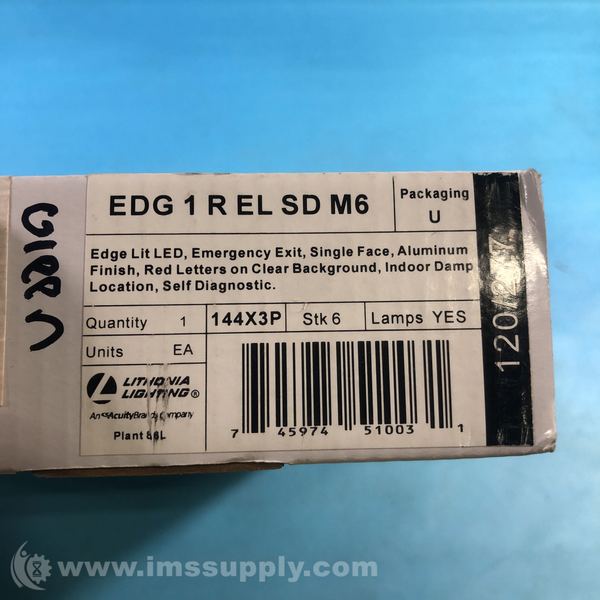 Glenn
EDG 1 R EL SD M6
Packaging
U
Edge Lit LED, Emergency Exit, Single Face, Aluminum
Finish, Red Letters on Clear Background, Indoor Damp
Location, Self Diagnostic.
Quantity 1
144X3P
Stk 6
Lamps YES
Units EA
LITHONIA
LIGHTING®
An Acuity Brands Company
Plant 86L
7 45974 51003 1
120/2
www.imssupply.com